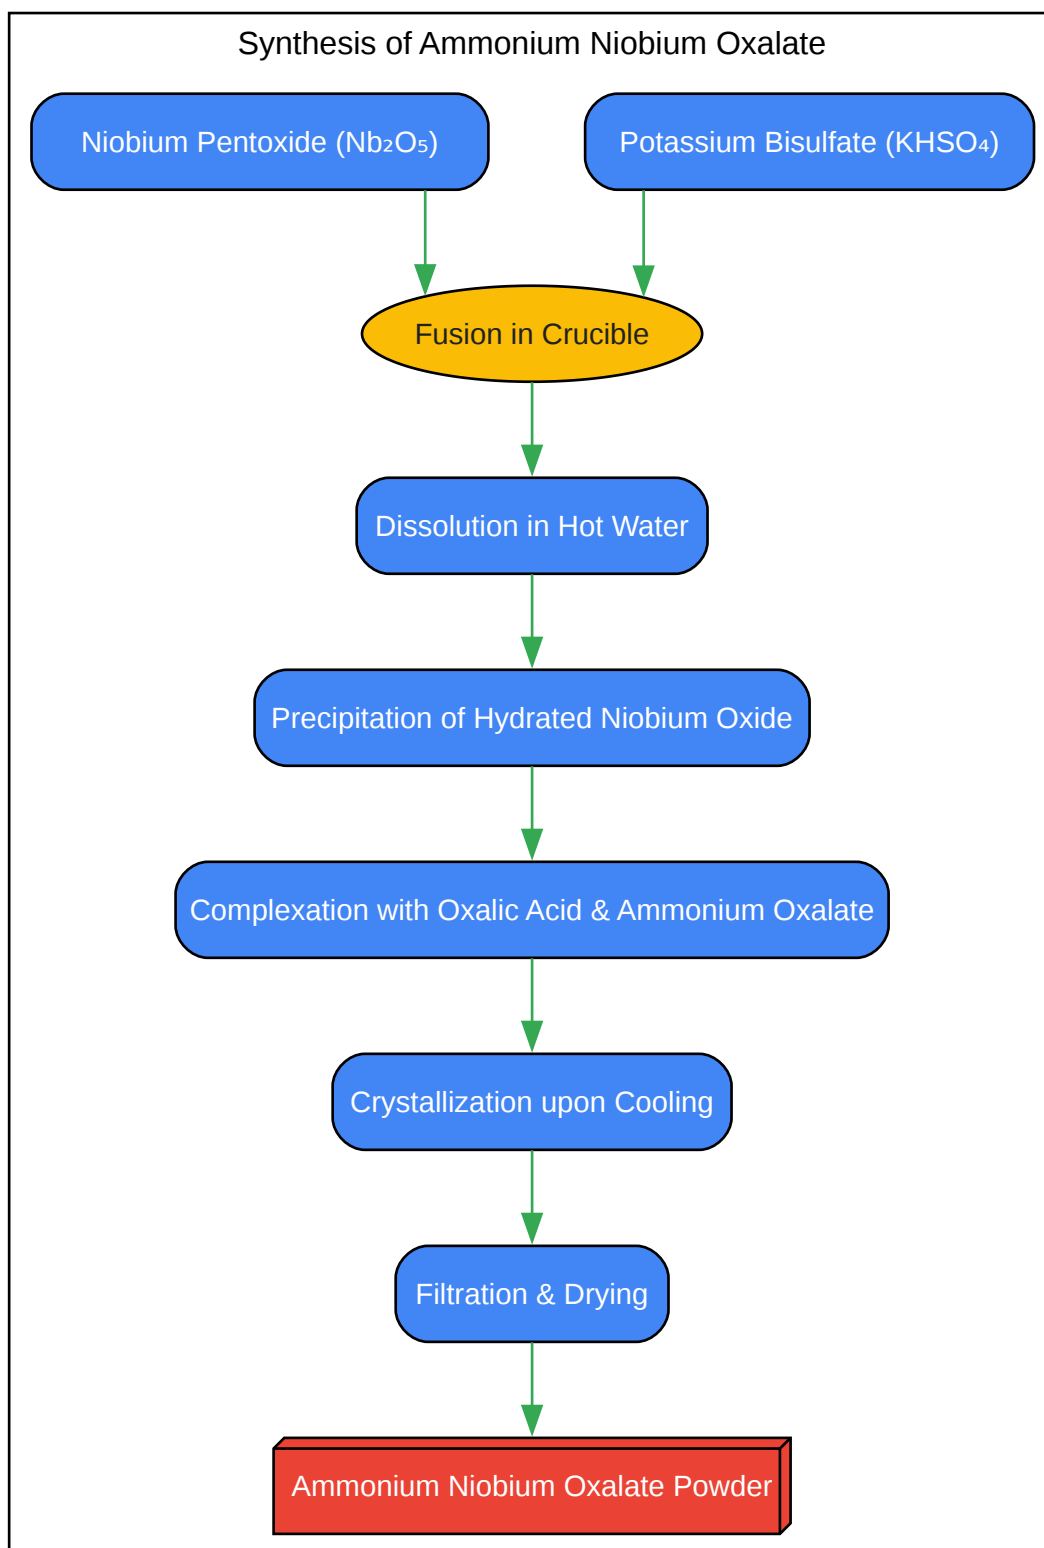 Synthesis of Ammonium Niobium Oxalate
Niobium Pentoxide (Nb₂O₅)
Potassium Bisulfate (KHSO₄)
Fusion in Crucible
Dissolution in Hot Water
Precipitation of Hydrated Niobium Oxide
Complexation with Oxalic Acid & Ammonium Oxalate
Crystallization upon Cooling
Filtration & Drying
Ammonium Niobium Oxalate Powder